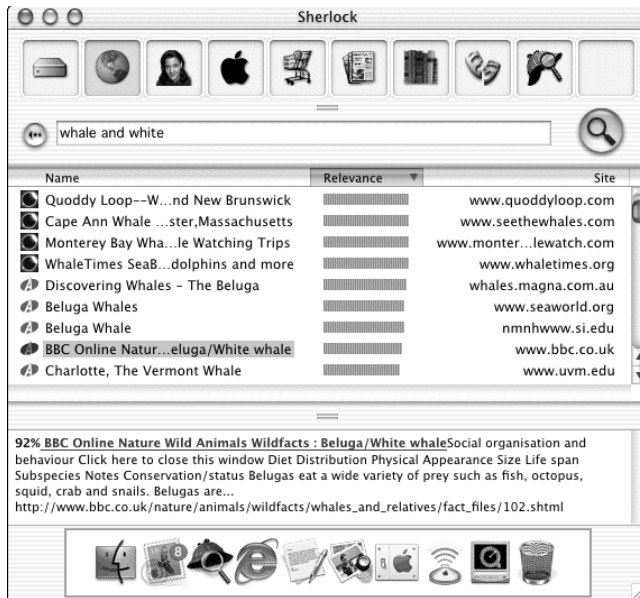 Sherlock
whale and white
Name Relevance Site
Quoddy Loop--W...nd New Brunswick www.quoddyloop.com
Cape Ann Whale ...ster,Massachusetts www.seethewhales.com
Monterey Bay Wha...le Watching Trips www.monter...lewatch.com
WhaleTimes SeaB...dolphins and more www.whaletimes.org
Discovering Whales - The Beluga whales.magna.com.au
Beluga Whales www.seaworld.org
Beluga Whale nmnhwww.si.edu
BBC Online Natur...eluga/White whale www.bbc.co.uk
Charlotte, The Vermont Whale www.uvm.edu
92% BBC Online Nature Wild Animals Wildfacts : Beluga/White whaleSocial organisation and
behaviour Click here to close this window Diet Distribution Physical Appearance Size Life span
Subspecies Notes Conservation/status Belugas eat a wide variety of prey such as fish, octopus,
squid, crab and snails. Belugas are...
http://www.bbc.co.uk/nature/animals/wildfacts/whales_and_relatives/fact_files/102.shtml
8